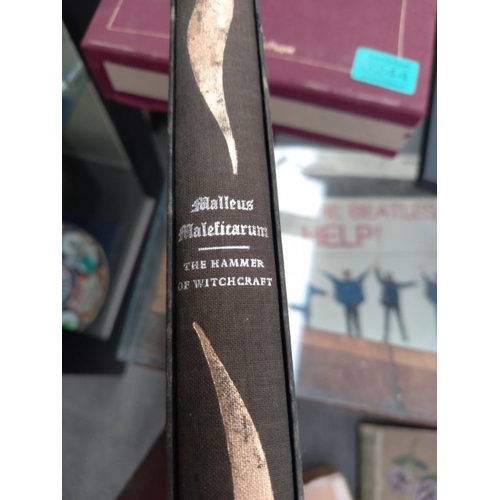 Malleus
Maleficarum
THE HAMMER
OF WITCHCRAFT
THE BEATLES
HELP!